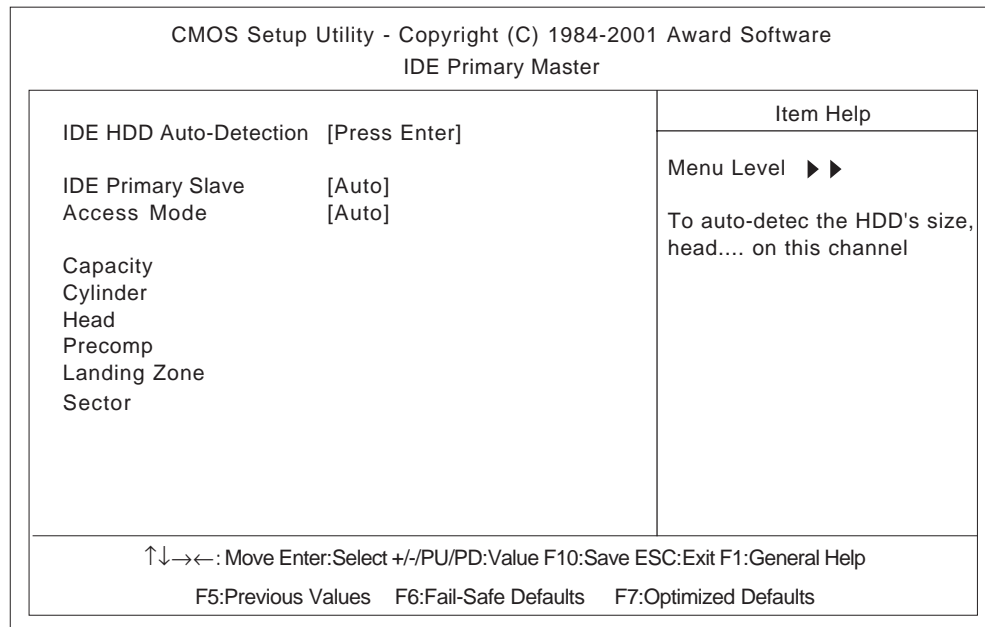 CMOS Setup Utility - Copyright (C) 1984-2001 Award Software
IDE Primary Master
IDE HDD Auto-Detection [Press Enter]
IDE Primary Slave [Auto]
Access Mode [Auto]
Capacity
Cylinder
Head
Precomp
Landing Zone
Sector
Item Help
Menu Level ▶ ▶
To auto-detec the HDD's size,
head.... on this channel
↑↓→←: Move Enter:Select +/-/PU/PD:Value F10:Save ESC:Exit F1:General Help
F5:Previous Values F6:Fail-Safe Defaults F7:Optimized Defaults